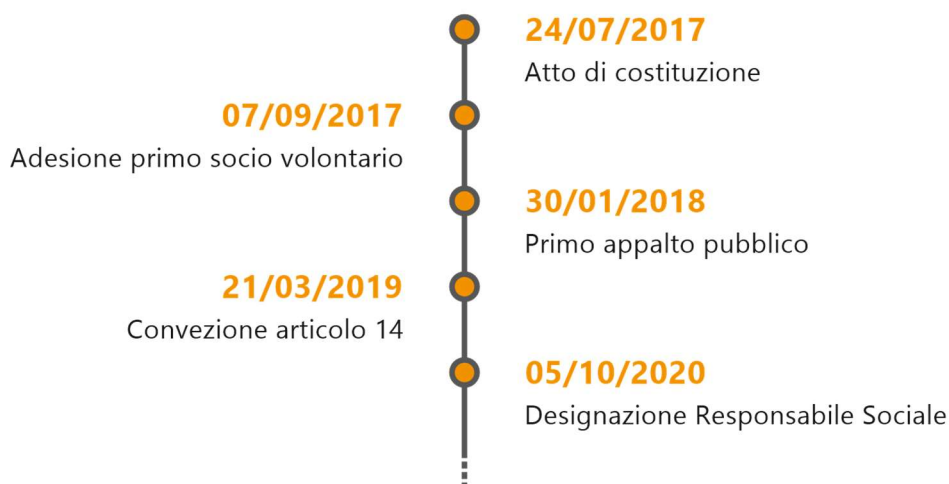 24/07/2017
Atto di costituzione
07/09/2017
Adesione primo socio volontario
30/01/2018
Primo appalto pubblico
21/03/2019
Convezione articolo 14
05/10/2020
Designazione Responsabile Sociale